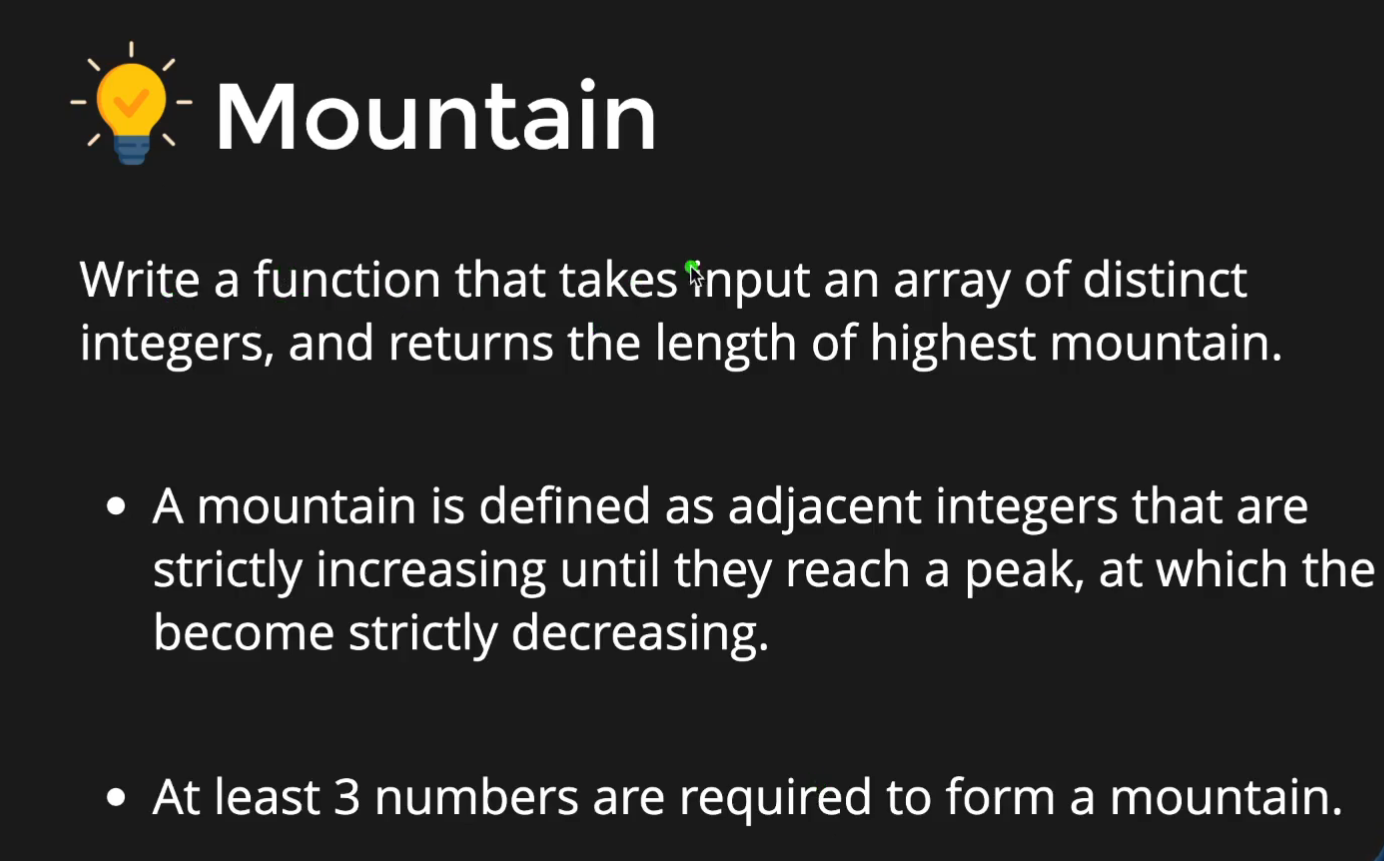 Mountain
Write a function that takes input an array of distinct
integers, and returns the length of highest mountain.
• A mountain is defined as adjacent integers that are
strictly increasing until they reach a peak, at which the
become strictly decreasing.
• At least 3 numbers are required to form a mountain.